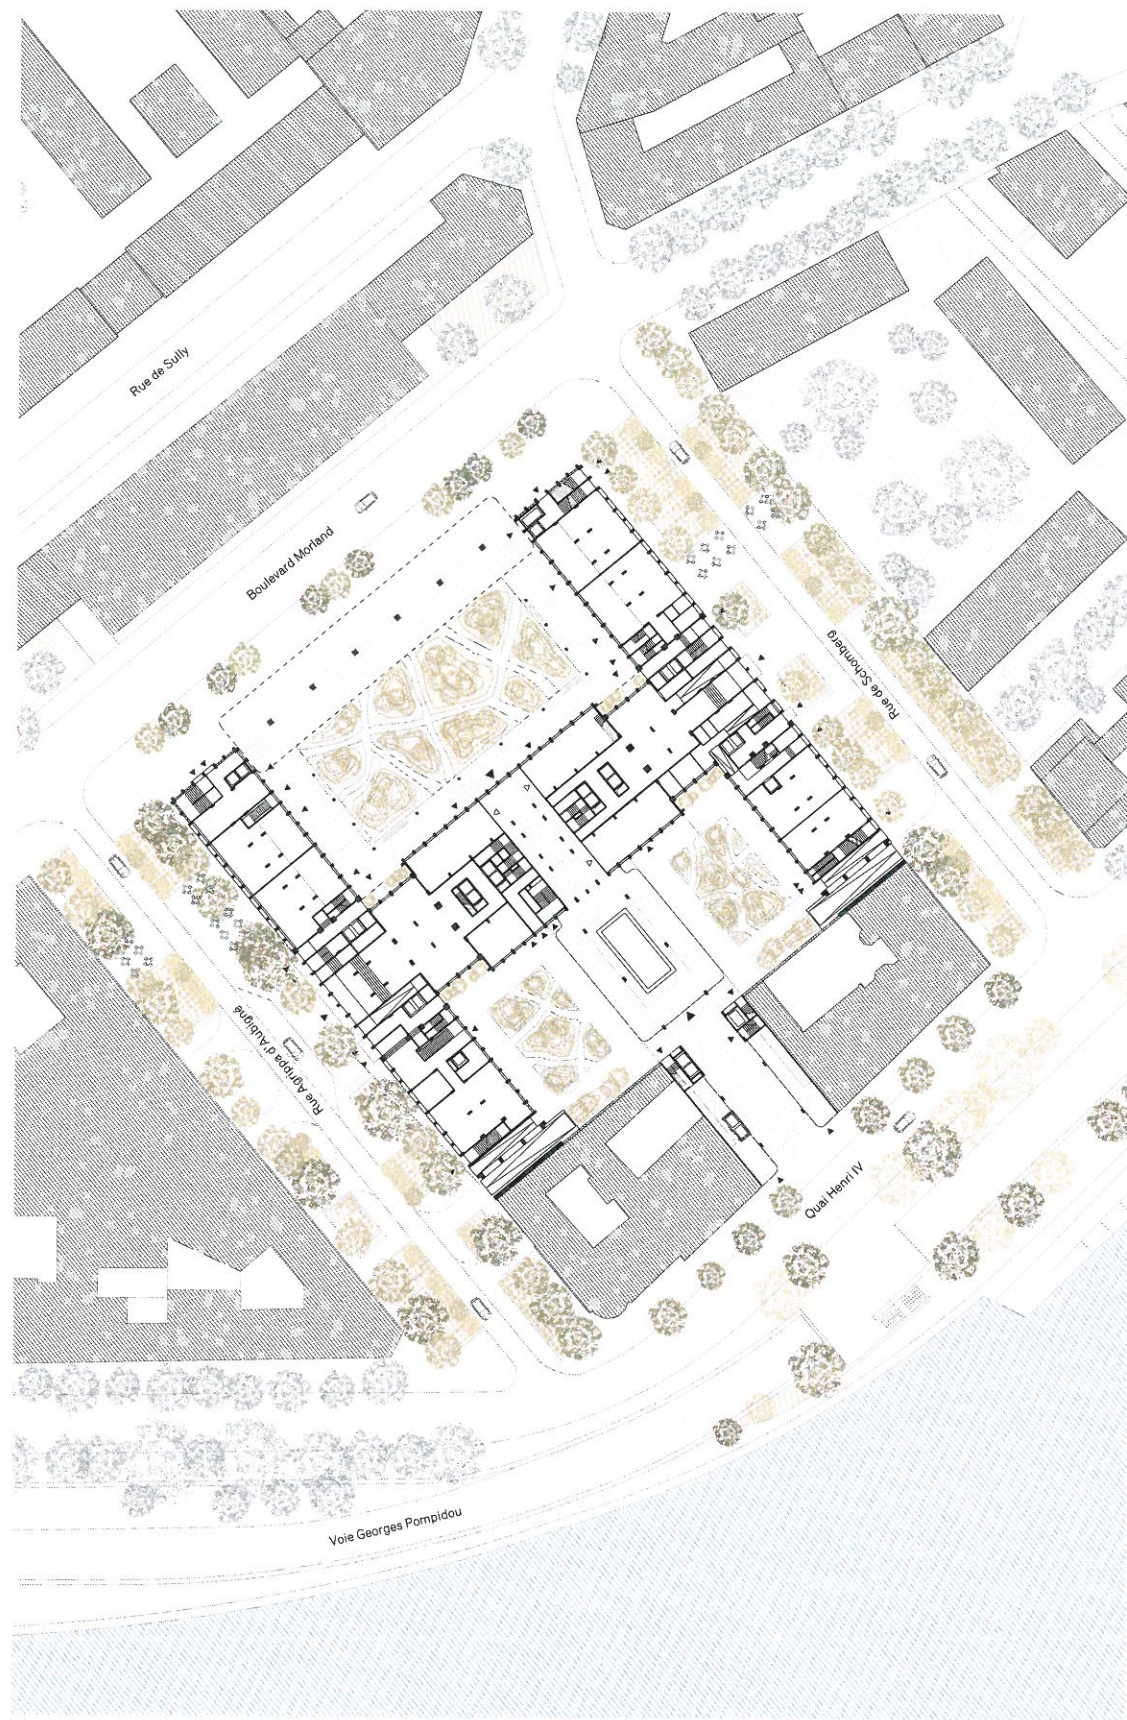 Rue de Sully
Boulevard Morland
Rue de Schomberg
Rue Agrippa d'Aubigné
Quai Henri IV
Voie Georges Pompidou